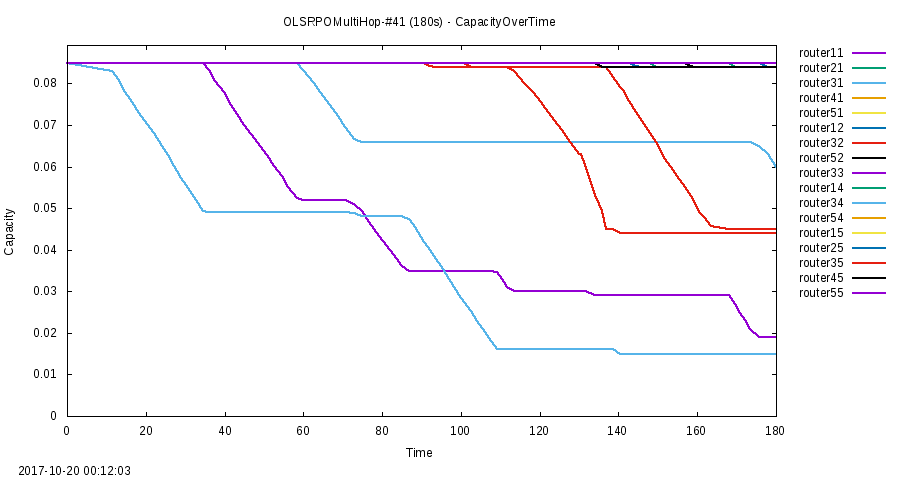 OLSRPPOMultiHop-#41 (180s) - CapacityOverTime
Capacity
0.08
0.07
0.06
0.05
0.04
0.03
0.02
0.01
0
0 20 40 60 80 100 120 140 160 180
Time
router11
router21
router31
router41
router51
router12
router32
router52
router33
router14
router34
router54
router15
router25
router35
router45
router55
2017-10-20 00:12:03